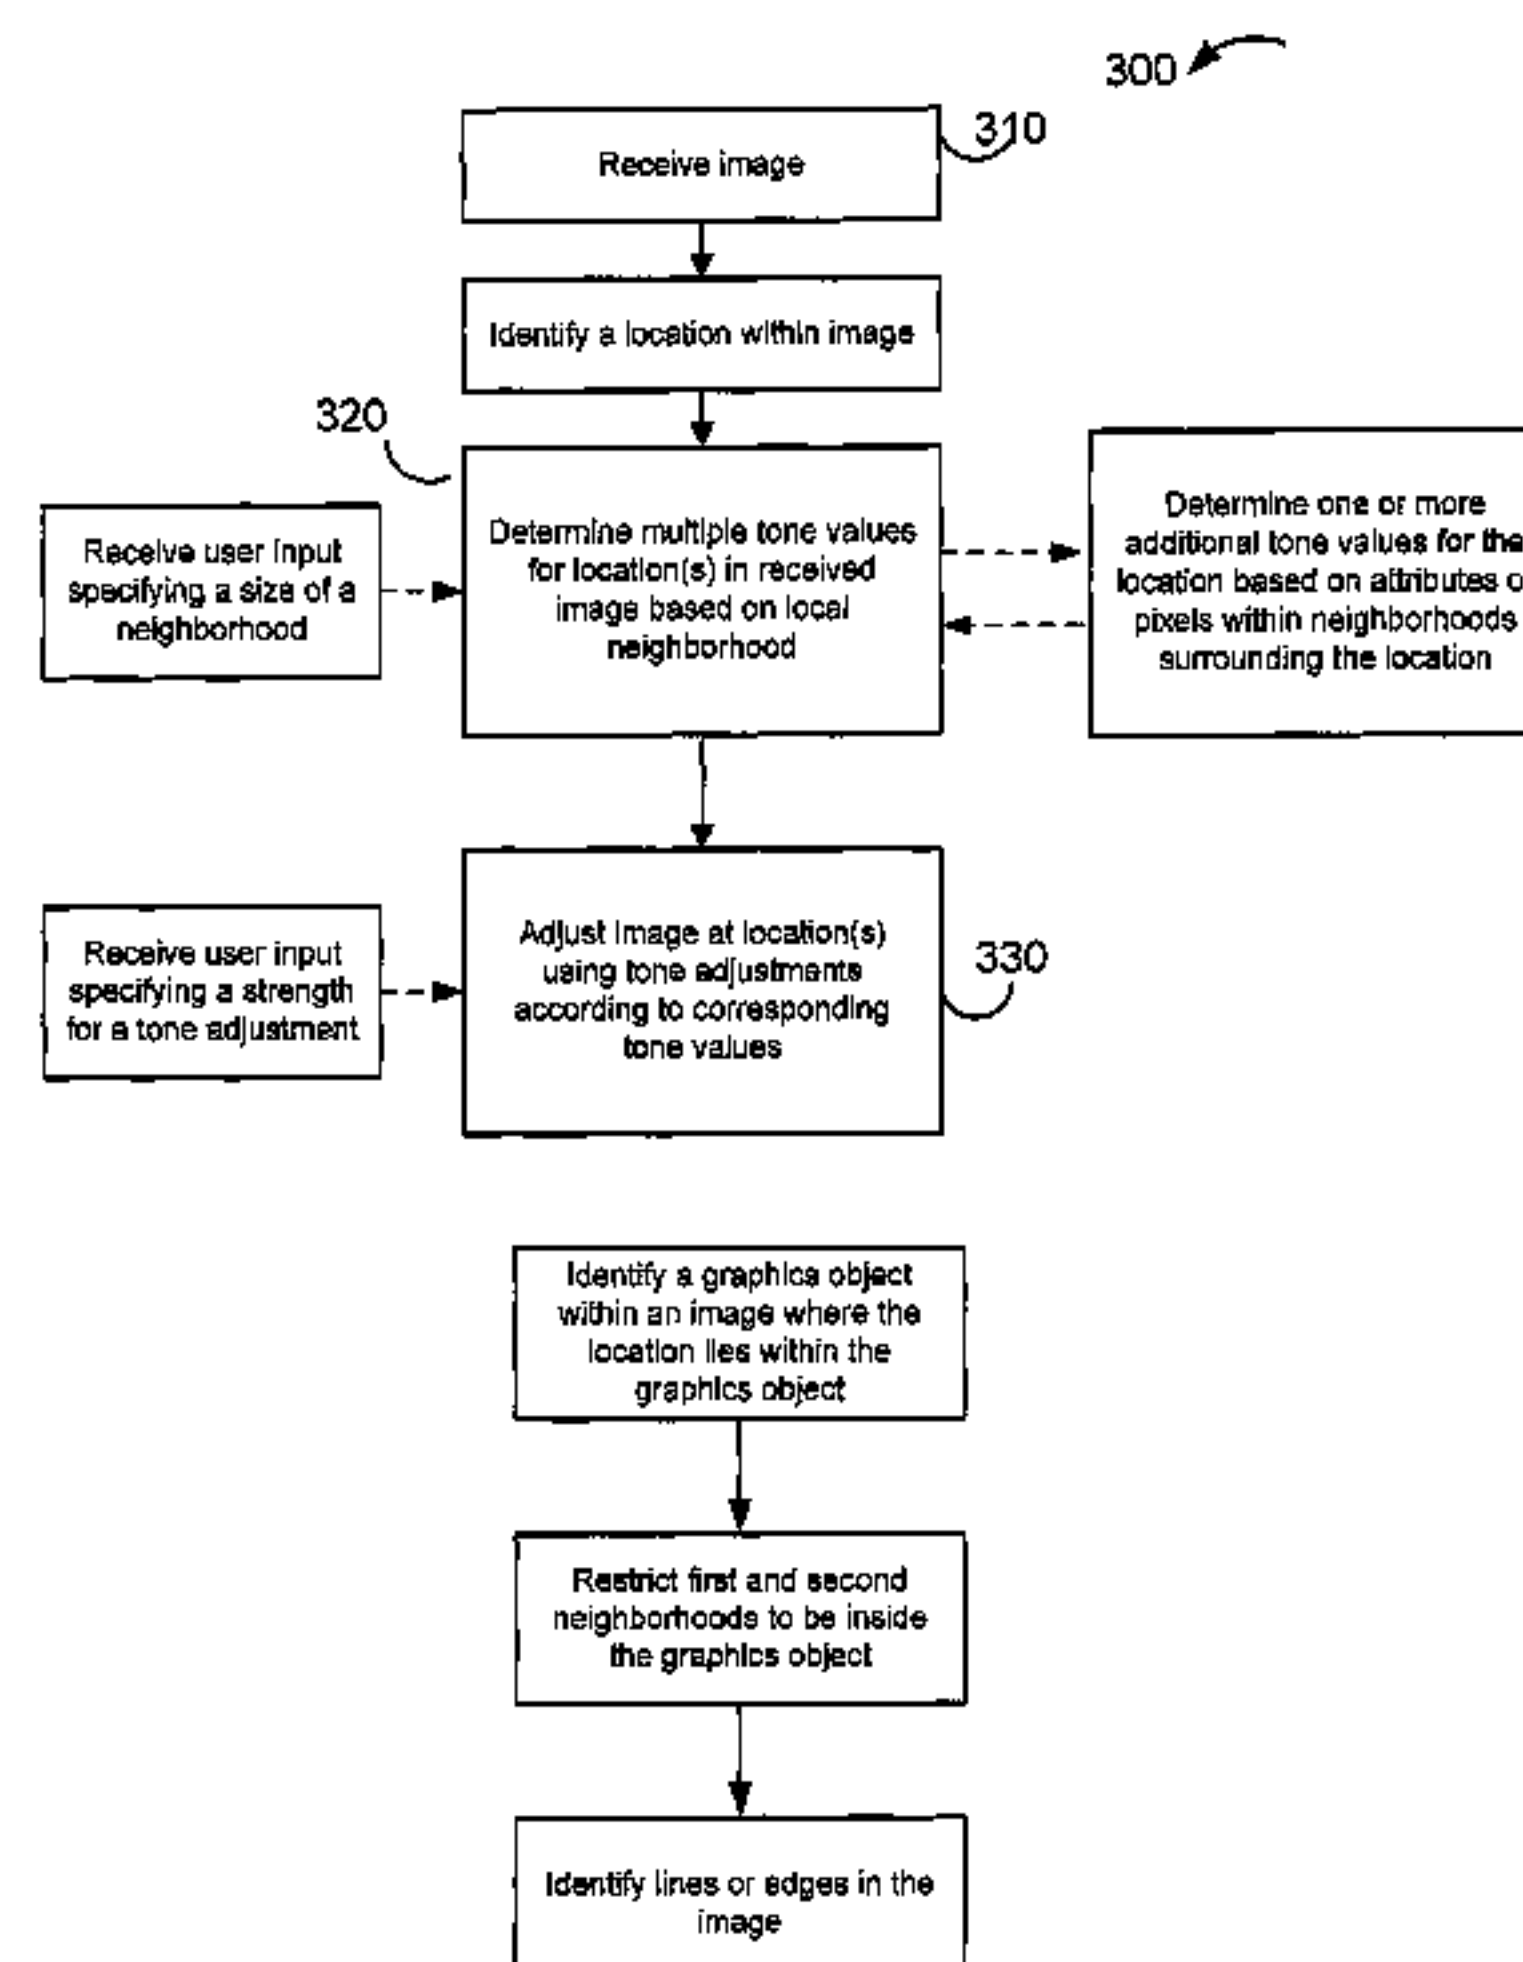 300
310
Receive image
Identify a location within image
320
Receive user input
specifying a size of a
neighborhood
Determine multiple tone values
for location(s) in received
image based on local
neighborhood
Determine one or more
additional tone values for the
location based on attributes
pixels within neighborhoods
surrounding the location
Receive user input
specifying a strength
for a tone adjustment
Adjust image at location(s)
using tone adjustments
according to corresponding
tone values
330
Identify a graphics object
within an image where the
location lies within the
graphics object
Restrict first and second
neighborhoods to be inside
the graphics object
Identify lines or edges in the
image